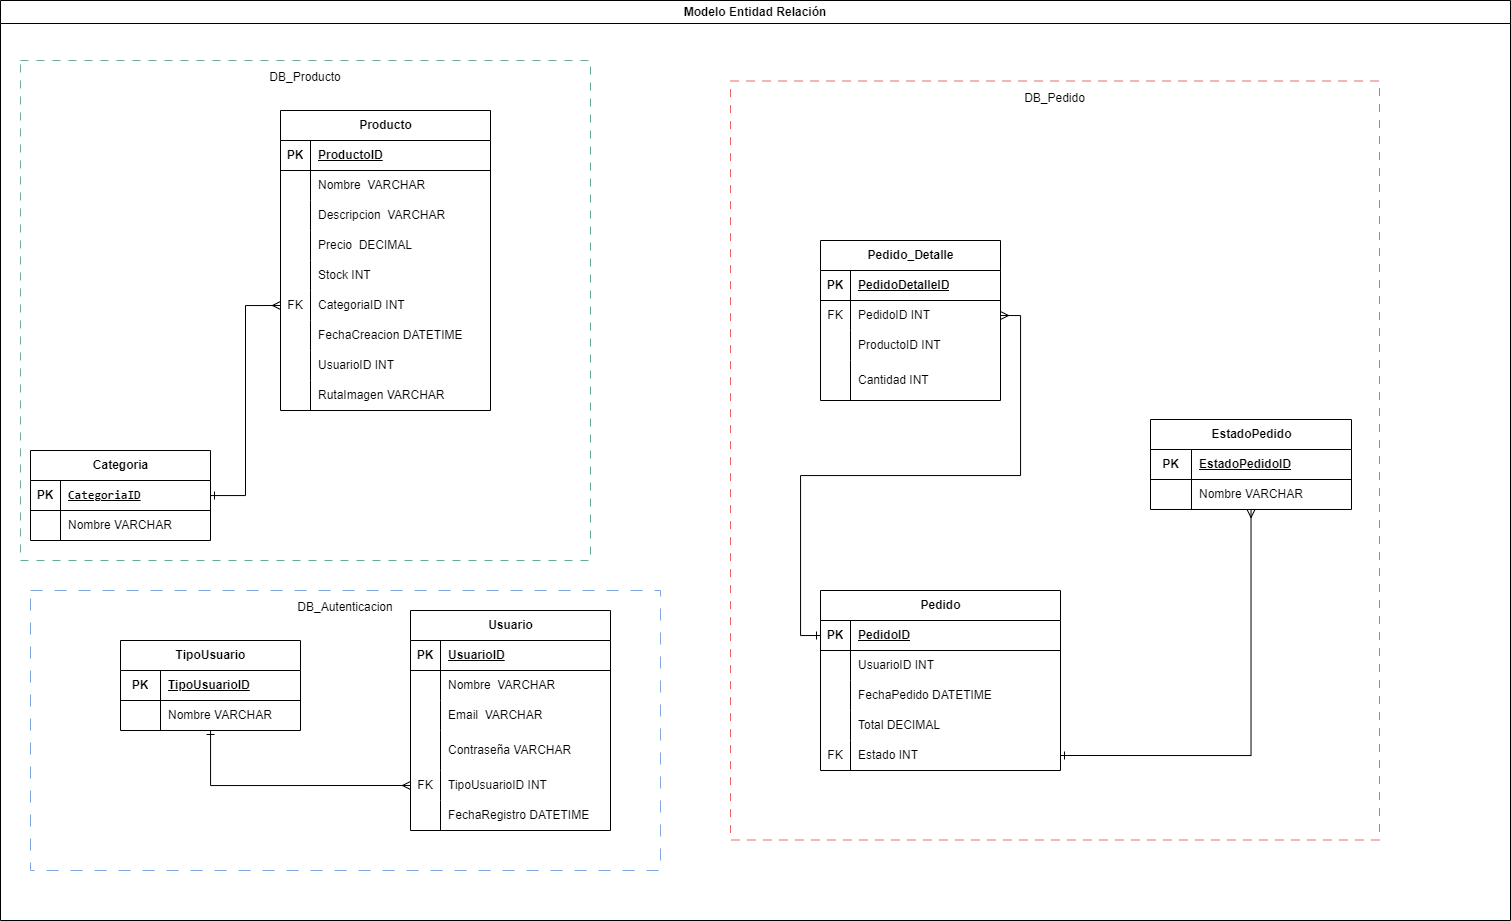 Modelo Entidad Relación
DB_Producto
Producto
PK ProductoID
Nombre  VARCHAR
Descripcion  VARCHAR
Precio  DECIMAL
Stock INT
FK CategoriaID INT
FechaCreacion DATETIME
UsuarioID INT
RutaImagen VARCHAR
Categoria
PK CategoriaID
Nombre VARCHAR
DB_Autenticacion
TipoUsuario
PK TipoUsuarioID
Nombre VARCHAR
Usuario
PK UsuarioID
Nombre  VARCHAR
Email  VARCHAR
Contraseña VARCHAR
FK TipoUsuarioID INT
FechaRegistro DATETIME
DB_Pedido
Pedido_Detalle
PK PedidoDetalleID
FK PedidoID INT
ProductoID INT
Cantidad INT
EstadoPedido
PK EstadoPedidoID
Nombre VARCHAR
Pedido
PK PedidoID
UsuarioID INT
FechaPedido DATETIME
Total DECIMAL
FK Estado INT